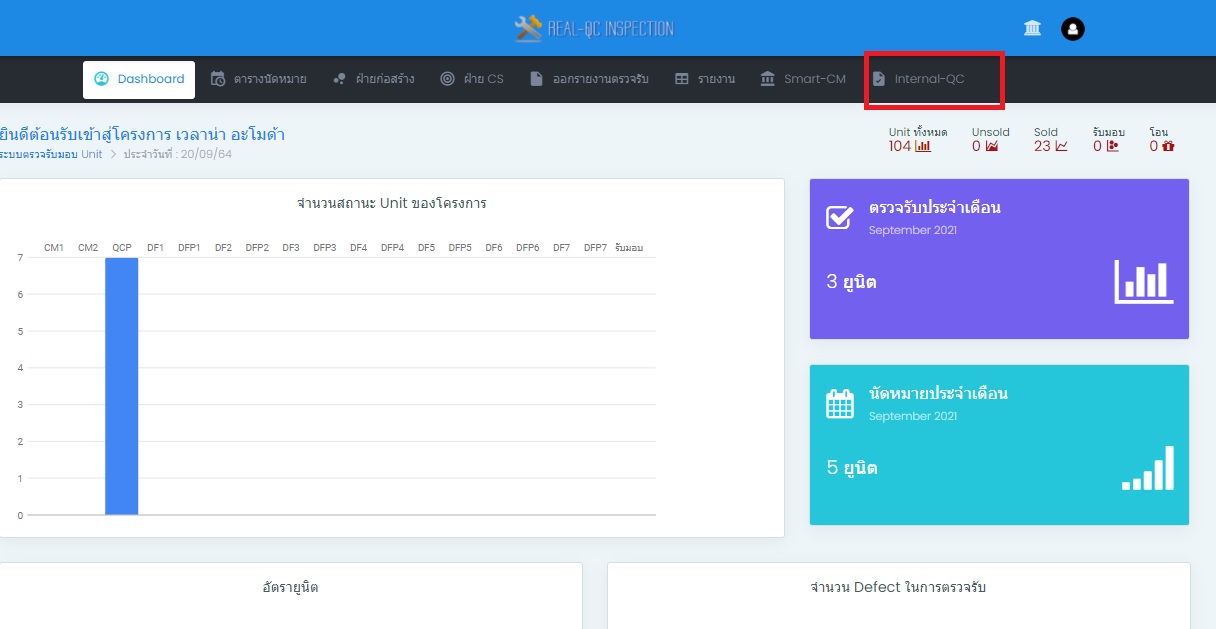 REAL-QC INSPECTION
Dashboard
ตารางนัดหมาย
ฝ่ายก่อสร้าง
ฝ่าย CS
ออกรายงานตรวจรับ
รายงาน
Smart-CM
Internal-QC
ยินดีต้อนรับเข้าสู่โครงการ เวลาน่า อะโมด้า
ระบบตรวจรับมอบ Unit > ประจำวันที่ : 20/09/64
Unit ทั้งหมด
104
Unsold
0
Sold
23
รับมอบ
0
โอน
0
จำนวนสถานะ Unit ของโครงการ
CM1 CM2 QCP DF1 DFP1 DF2 DFP2 DF3 DFP3 DF4 DFP4 DF5 DFP5 DF6 DFP6 DF7 DFP7 รับมอบ
7
6
5
4
3
2
1
0
ตรวจรับประจำเดือน
September 2021
3 ยูนิต
นัดหมายประจำเดือน
September 2021
5 ยูนิต
อัตรายูนิต
จำนวน Defect ในการตรวจรับ